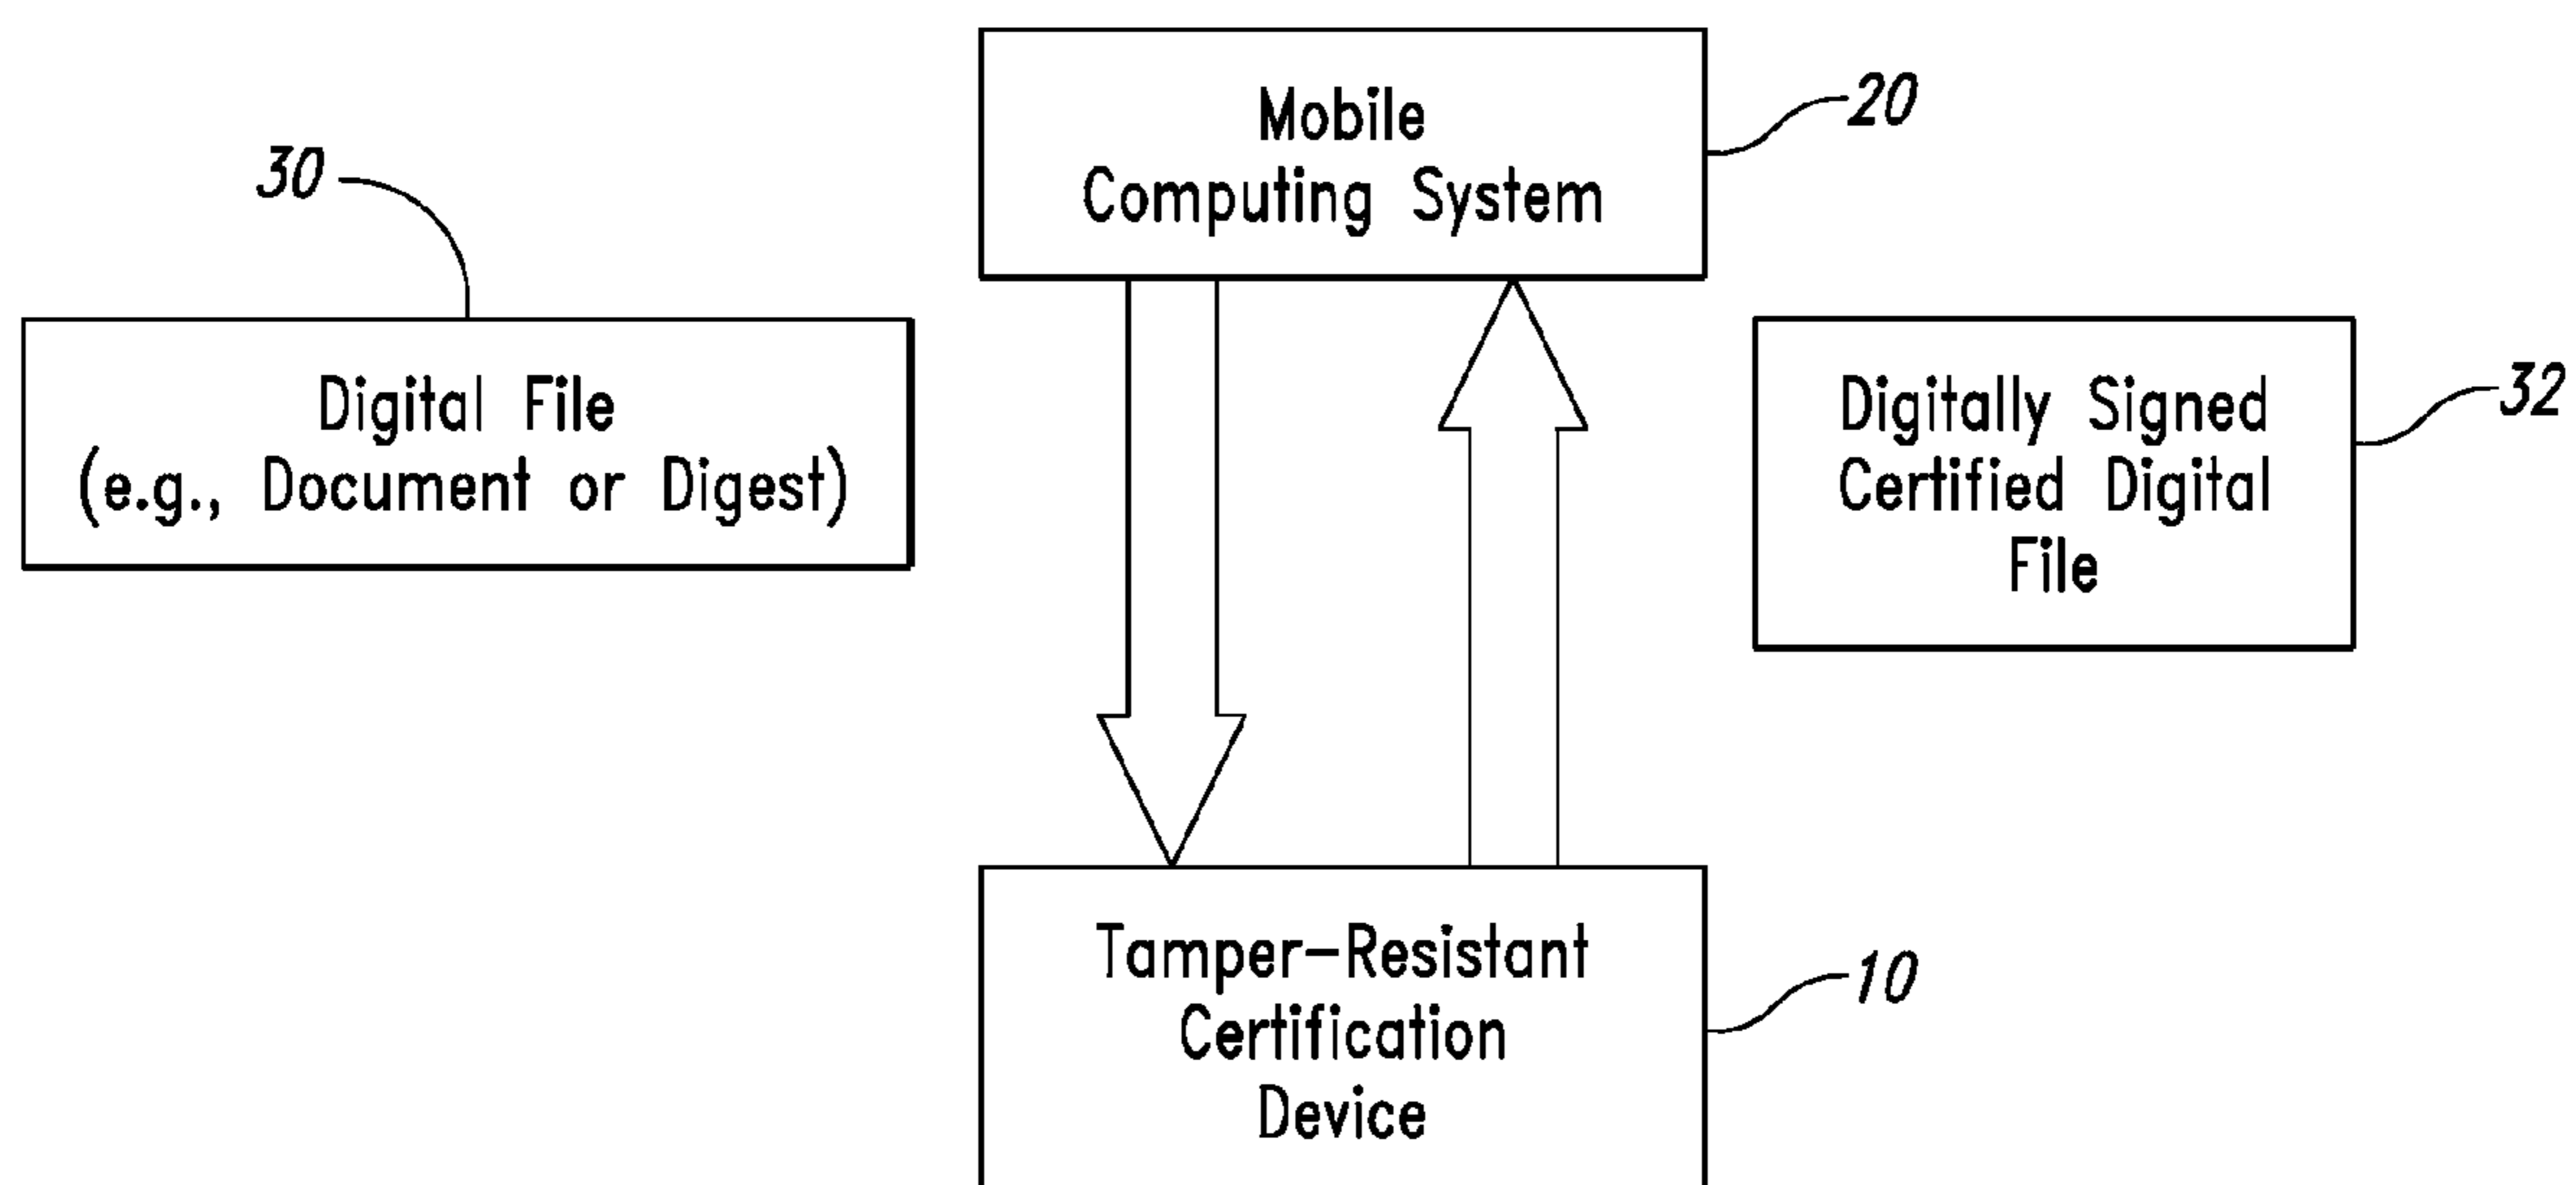 Mobile
Computing System
20
30
Digital File
(e.g., Document or Digest)
Digitally Signed
Certified Digital
File
32
Tamper-Resistant
Certification
Device
10